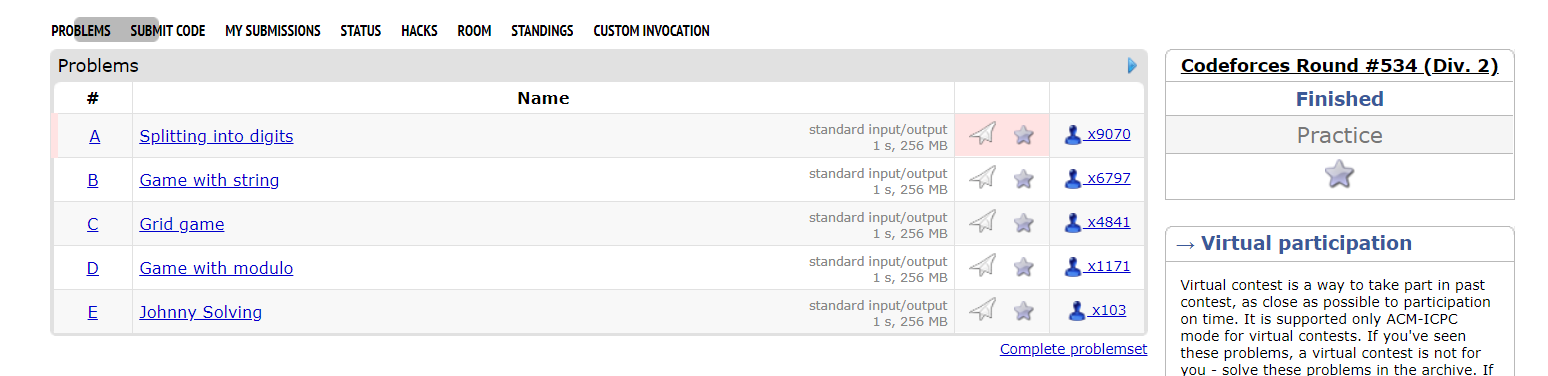 PROBLEMS SUBMIT CODE MY SUBMISSIONS STATUS HACKS ROOM STANDINGS CUSTOM INVOCATION
Problems
# Name
A Splitting into digits standard input/output 1 s, 256 MB x9070
B Game with string standard input/output 1 s, 256 MB x6797
C Grid game standard input/output 1 s, 256 MB x4841
D Game with modulo standard input/output 1 s, 256 MB x1171
E Johnny Solving standard input/output 1 s, 256 MB x103
Complete problemset
Codeforces Round #534 (Div. 2)
Finished
Practice
→ Virtual participation
Virtual contest is a way to take part in past
contest, as close as possible to participation
on time. It is supported only ACM-ICPC
mode for virtual contests. If you've seen
these problems, a virtual contest is not for
you - solve these problems in the archive. If